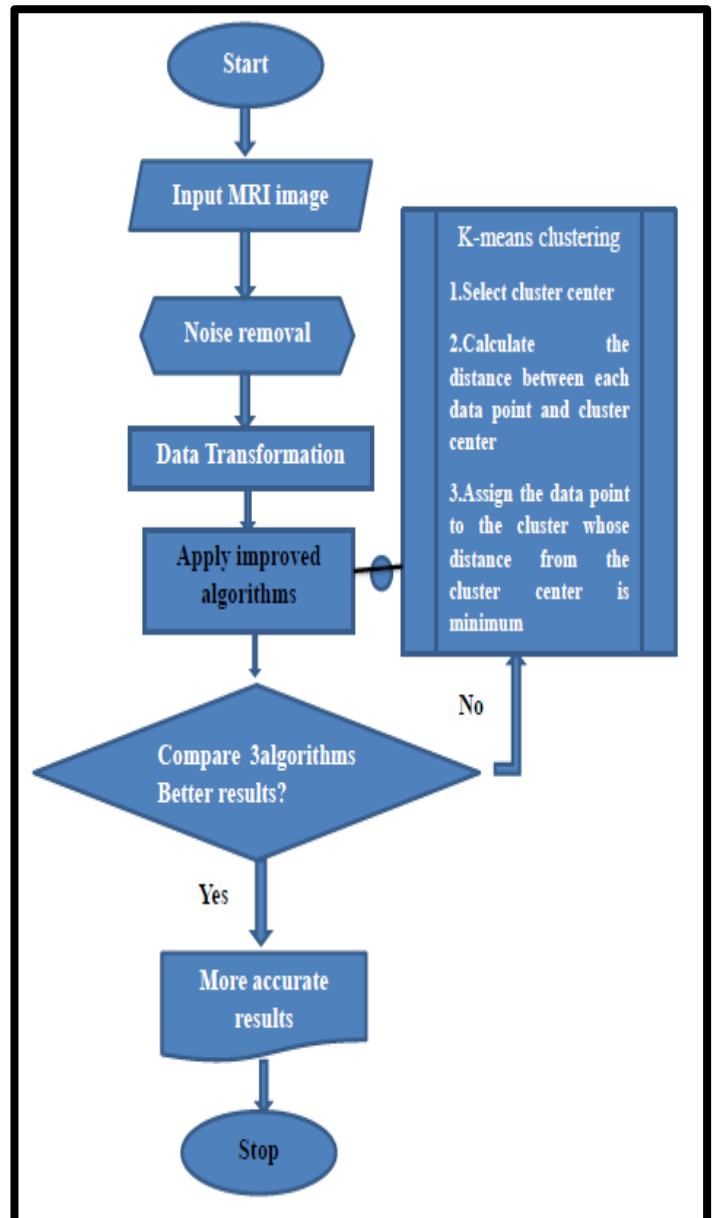 Start
Input MRI image
Noise removal
Data Transformation
Apply improved
algorithms
K-means clustering
1.Select cluster center
2.Calculate the
distance between each
data point and cluster
center
3.Assign the data point
to the cluster whose
distance from the
cluster center is
minimum
No
Compare 3algorithms
Better results?
Yes
More accurate
results
Stop